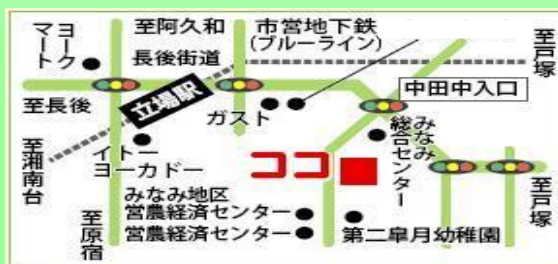 至阿久和
市営地下鉄
(ブルーライン)
至戸塚
ヨーク
マート
長後街道
立場駅
中田中入口
至長後
ガスト
みなみ
総合センター
至湘南台
イトー
ヨーカドー
ココ
至戸塚
至原宿
みなみ地区
営農経済センター
営農経済センター
第二皐月幼稚園